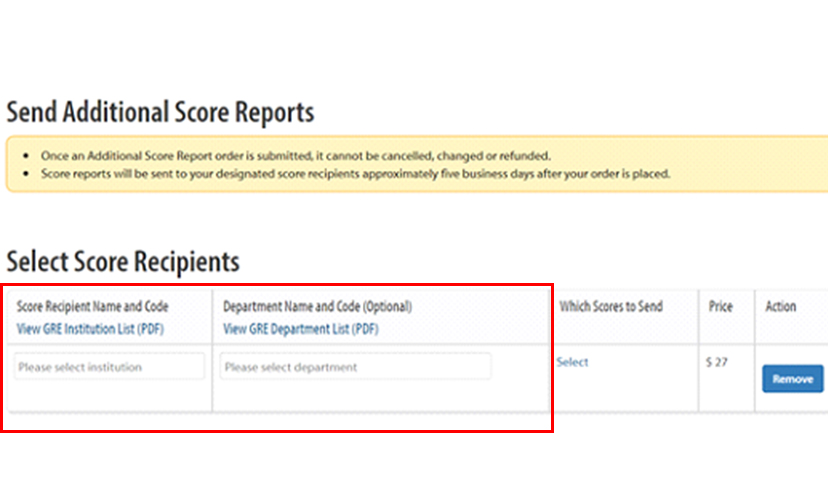 Send Additional Score Reports
• Once an Additional Score Report order is submitted, it cannot be cancelled, changed or refunded.
• Score reports will be sent to your designated score recipients approximately five business days after your order is placed.
Select Score Recipients
Score Recipient Name and Code
View GRE Institution List (PDF)
Department Name and Code (Optional)
View GRE Department List (PDF)
Which Scores to Send
Price
Action
Please select institution
Please select department
Select
$ 27
Remove